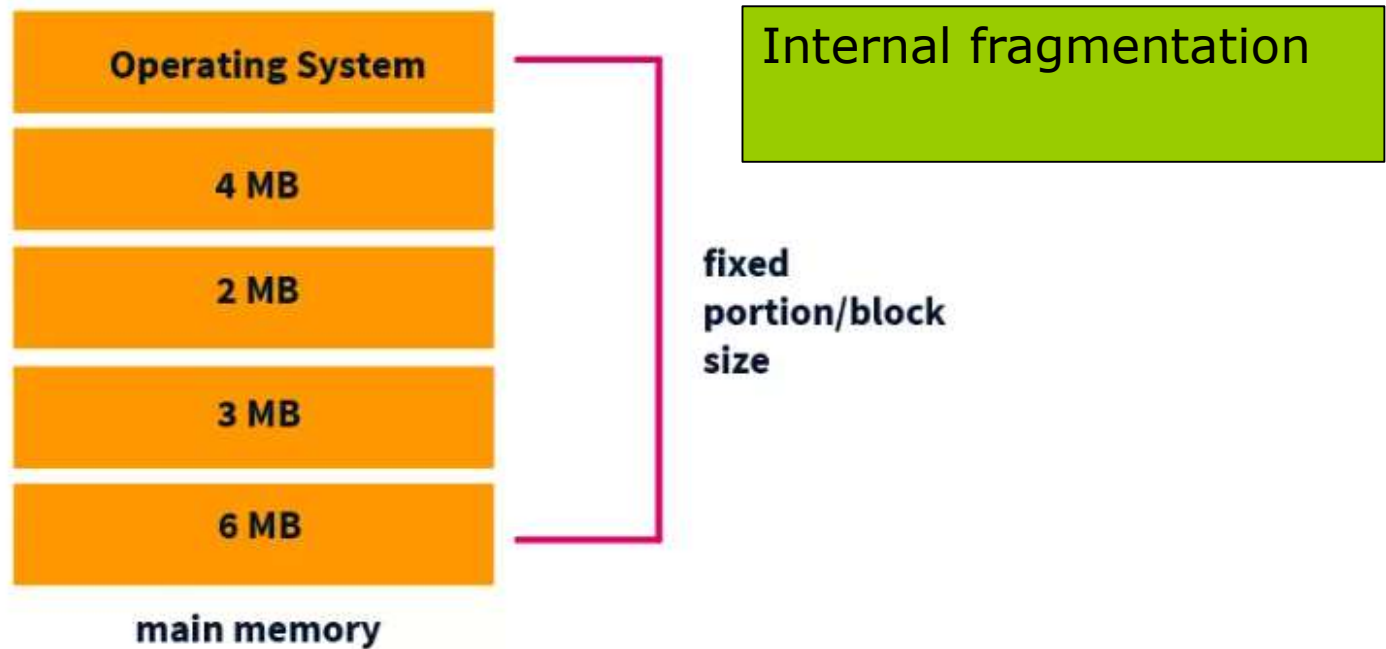 Internal fragmentation
Operating System
4 MB
2 MB
3 MB
6 MB
fixed
portion/block
size
main memory